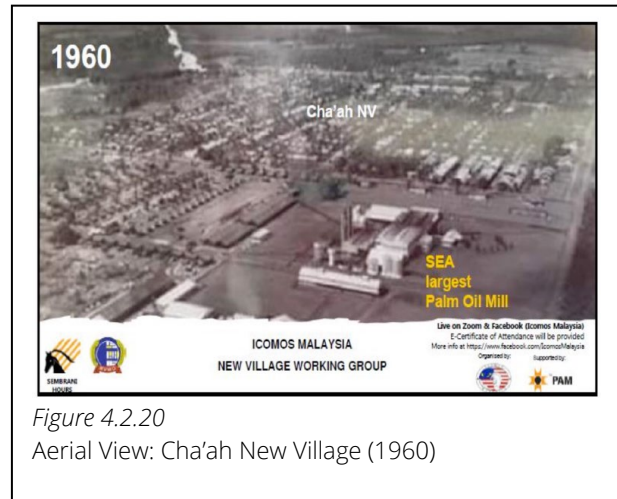 1960
Cha'ah NV
SEA
largest
Palm Oil Mill
Live on Zoom & Facebook (Icomos Malaysia)
E-Certificate of Attendance will be provided
More info at https://www.facebook.com/IcomosMalaysia
Organised by:
Supported by:
ICOMOS MALAYSIA
NEW VILLAGE WORKING GROUP
SEMBRANI
HOURS
PAM
Figure 4.2.20
Aerial View: Cha'ah New Village (1960)